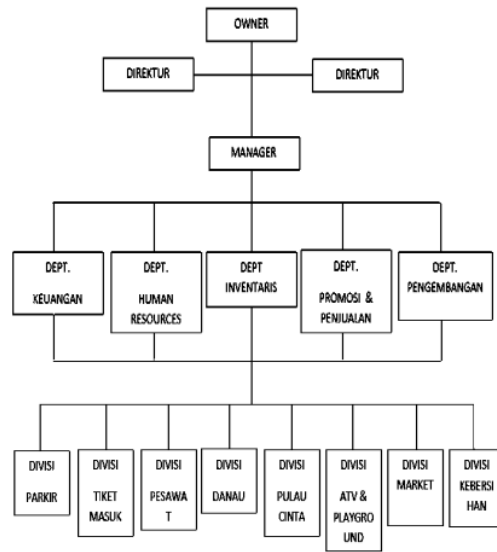 OWNER
DIREKTUR
DIREKTUR
MANAGER
DEPT.
KEUANGAN
DEPT.
HUMAN
RESOURCES
DEPT
INVENTARIS
DEPT.
PROMOSI &
PENJUALAN
DEPT.
PENGEMBANGAN
DIVISI
PARKIR
DIVISI
TIKET
MASUK
DIVISI
PESAWA
T
DIVISI
DANAU
DIVISI
PULAU
CINTA
DIVISI
ATV &
PLAYGRO
UND
DIVISI
MARKET
DIVISI
KEBERSI
HAN